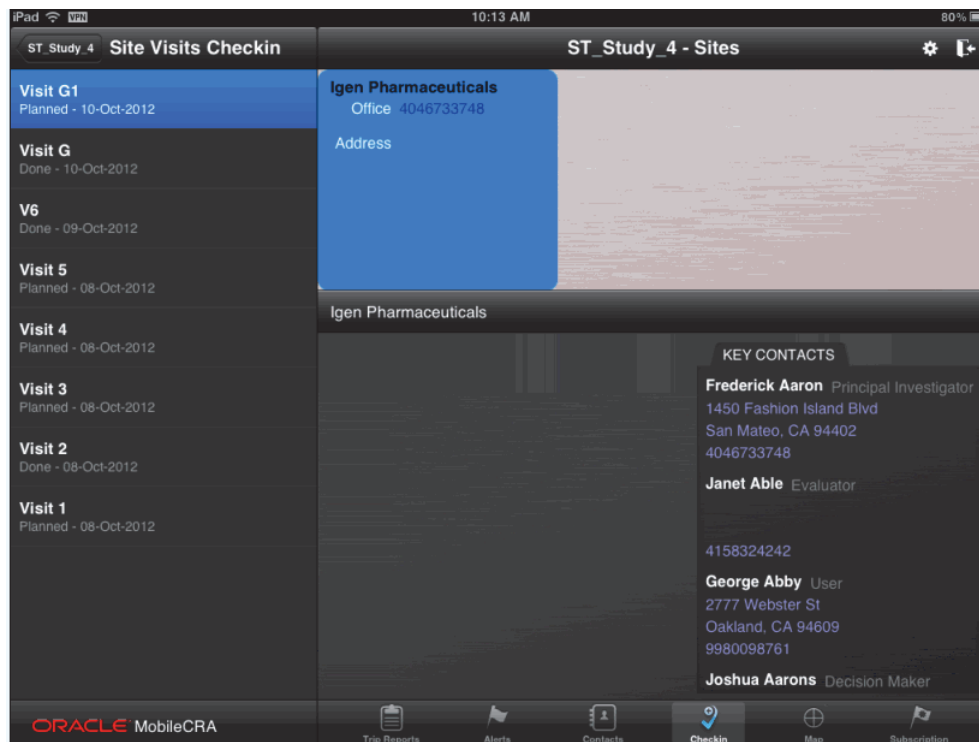 iPad VPN 10:13 AM 80%
ST_Study_4 Site Visits Checkin
ST_Study_4 - Sites
Visit G1
Planned - 10-Oct-2012
Visit G
Done - 10-Oct-2012
V6
Done - 09-Oct-2012
Visit 5
Planned - 08-Oct-2012
Visit 4
Planned - 08-Oct-2012
Visit 3
Planned - 08-Oct-2012
Visit 2
Done - 08-Oct-2012
Visit 1
Planned - 08-Oct-2012
ORACLE MobileCRA
Igen Pharmaceuticals
Office 4046733748
Address
Igen Pharmaceuticals
KEY CONTACTS
Frederick Aaron Principal Investigator
1450 Fashion Island Blvd
San Mateo, CA 94402
4046733748
Janet Able Evaluator
4158324242
George Abby User
2777 Webster St
Oakland, CA 94609
9980098761
Joshua Aarons Decision Maker
Trip Reports Alerts Contacts Checkin Map Subscription